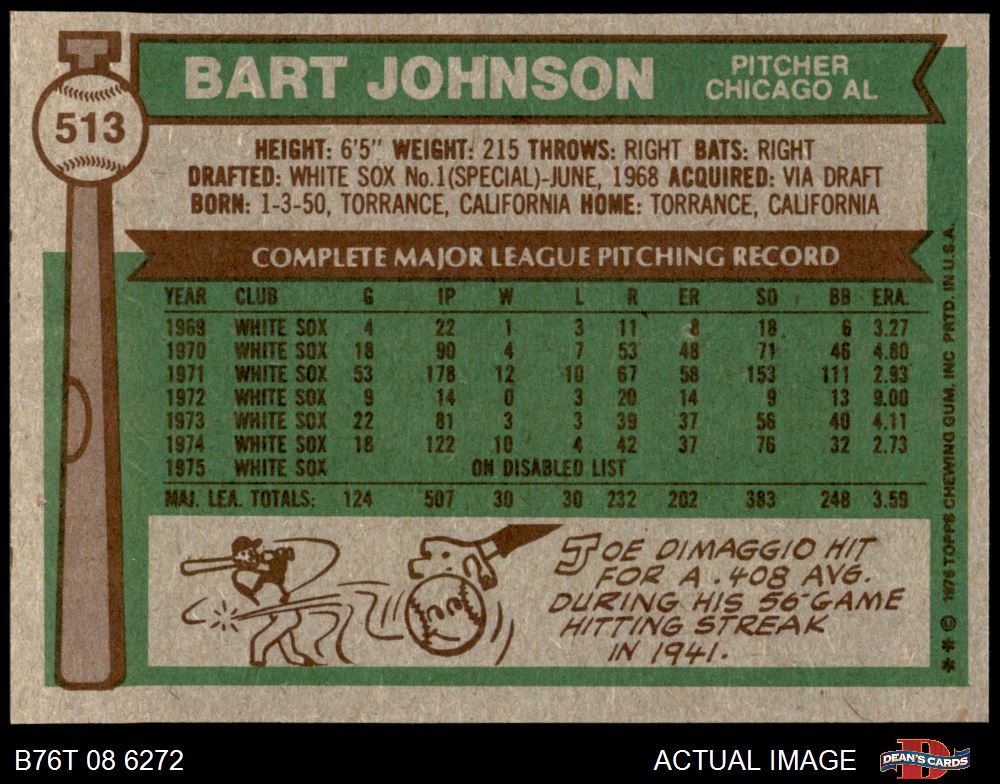 BART JOHNSON
PITCHER
CHICAGO AL
513
HEIGHT: 6'5" WEIGHT: 215 THROWS: RIGHT BATS: RIGHT
DRAFTED: WHITE SOX No.1(SPECIAL)-JUNE, 1968 ACQUIRED: VIA DRAFT
BORN: 1-3-50, TORRANCE, CALIFORNIA HOME: TORRANCE, CALIFORNIA
COMPLETE MAJOR LEAGUE PITCHING RECORD
YEAR CLUB G IP W L R ER SO BB ERA.
1969 WHITE SOX 4 22 1 3 11 8 18 6 3.27
1970 WHITE SOX 18 90 4 7 53 48 71 46 4.80
1971 WHITE SOX 53 178 12 10 67 58 153 111 2.93
1972 WHITE SOX 9 14 0 3 20 14 9 13 9.00
1973 WHITE SOX 22 81 3 3 39 37 56 40 4.11
1974 WHITE SOX 18 122 10 4 42 37 76 32 2.73
1975 WHITE SOX ON DISABLED LIST
MAJ. LEA. TOTALS: 124 507 30 30 232 202 383 248 3.59
JOE DIMAGGIO HIT
FOR A .408 AVG.
DURING HIS 56-GAME
HITTING STREAK
IN 1941.
** © 1976 TOPPS CHEWING GUM, INC PRTD. IN U.S.A.
B76T 08 6272
ACTUAL IMAGE
DEAN'S CARDS